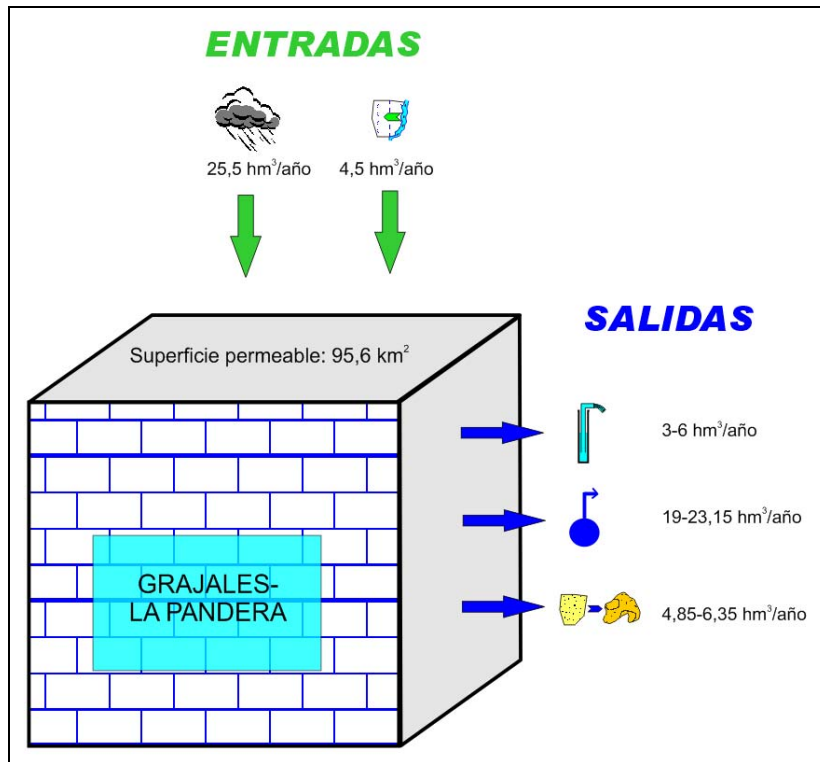 ENTRADAS
25,5 hm³/año
4,5 hm³/año
SALIDAS
Superficie permeable: 95,6 km²
3-6 hm³/año
19-23,15 hm³/año
GRAJALES-
LA PANDERA
4,85-6,35 hm³/año